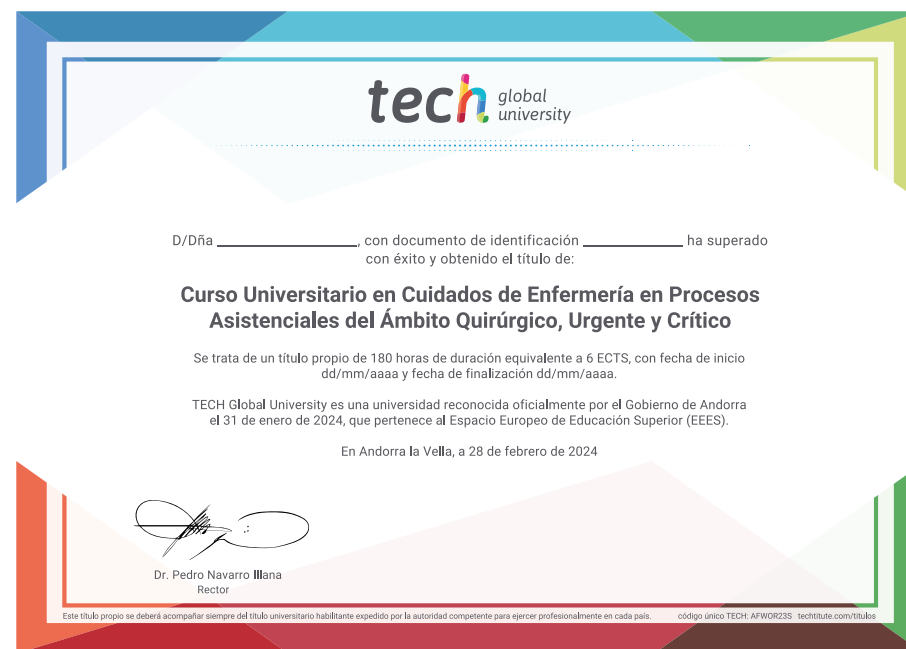 tech global university
D/Dña ____________________, con documento de identificación ______________ ha superado
con éxito y obtenido el título de:
Curso Universitario en Cuidados de Enfermería en Procesos
Asistenciales del Ámbito Quirúrgico, Urgente y Crítico
Se trata de un título propio de 180 horas de duración equivalente a 6 ECTS, con fecha de inicio
dd/mm/aaaa y fecha de finalización dd/mm/aaaa.
TECH Global University es una universidad reconocida oficialmente por el Gobierno de Andorra
el 31 de enero de 2024, que pertenece al Espacio Europeo de Educación Superior (EEES).
En Andorra la Vella, a 28 de febrero de 2024
Dr. Pedro Navarro Illana
Rector
Este título propio se deberá acompañar siempre del título universitario habilitante expedido por la autoridad competente para ejercer profesionalmente en cada país. código único TECH: AFWOR23S techtitute.com/titulos